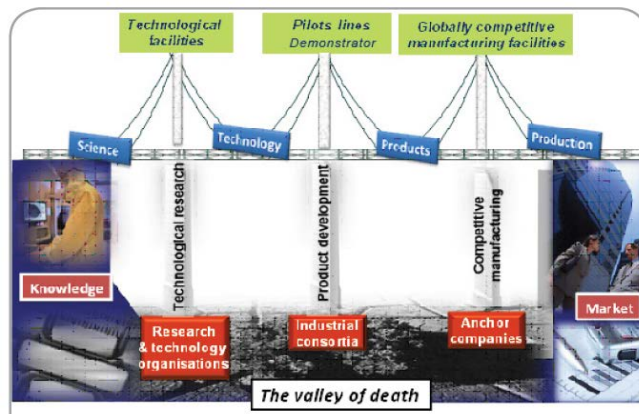 Technological
facilities
Pilots lines
Demonstrator
Globally competitive
manufacturing facilities
Science
Technology
Products
Production
Technological research
Product development
Competitive
manufacturing
Knowledge
Market
Research
& technology
organisations
Industrial
consortia
Anchor
companies
The valley of death